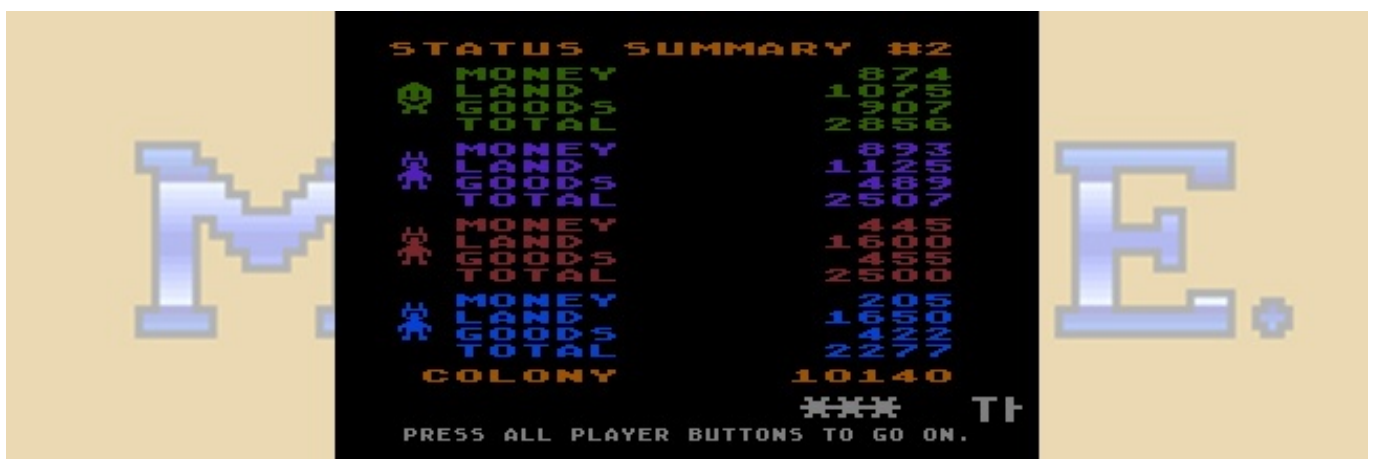 STATUS SUMMARY #2
MONEY 874
LAND 1075
GOODS 907
TOTAL 2856
MONEY 893
LAND 1125
GOODS 489
TOTAL 2507
MONEY 445
LAND 1600
GOODS 455
TOTAL 2500
MONEY 205
LAND 1650
GOODS 422
TOTAL 2277
COLONY 10140
PRESS ALL PLAYER BUTTONS TO GO ON.
M E.